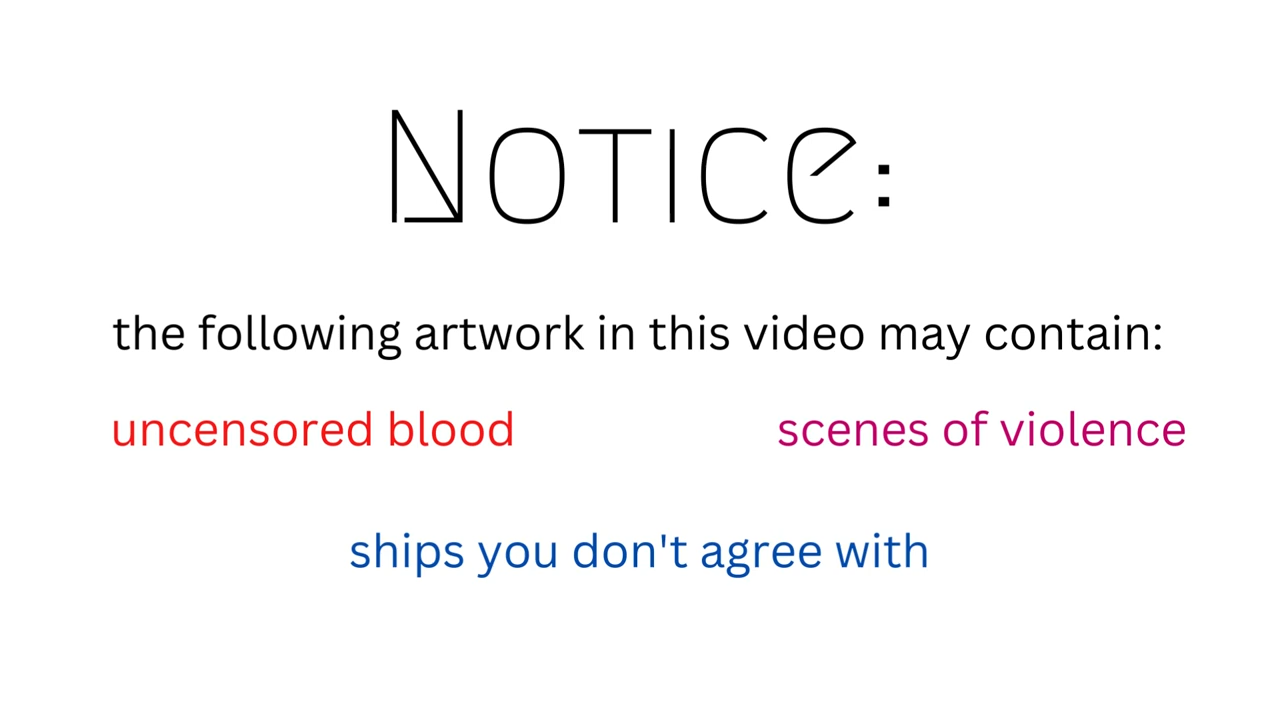 Notice:
the following artwork in this video may contain:
uncensored blood
scenes of violence
ships you don't agree with